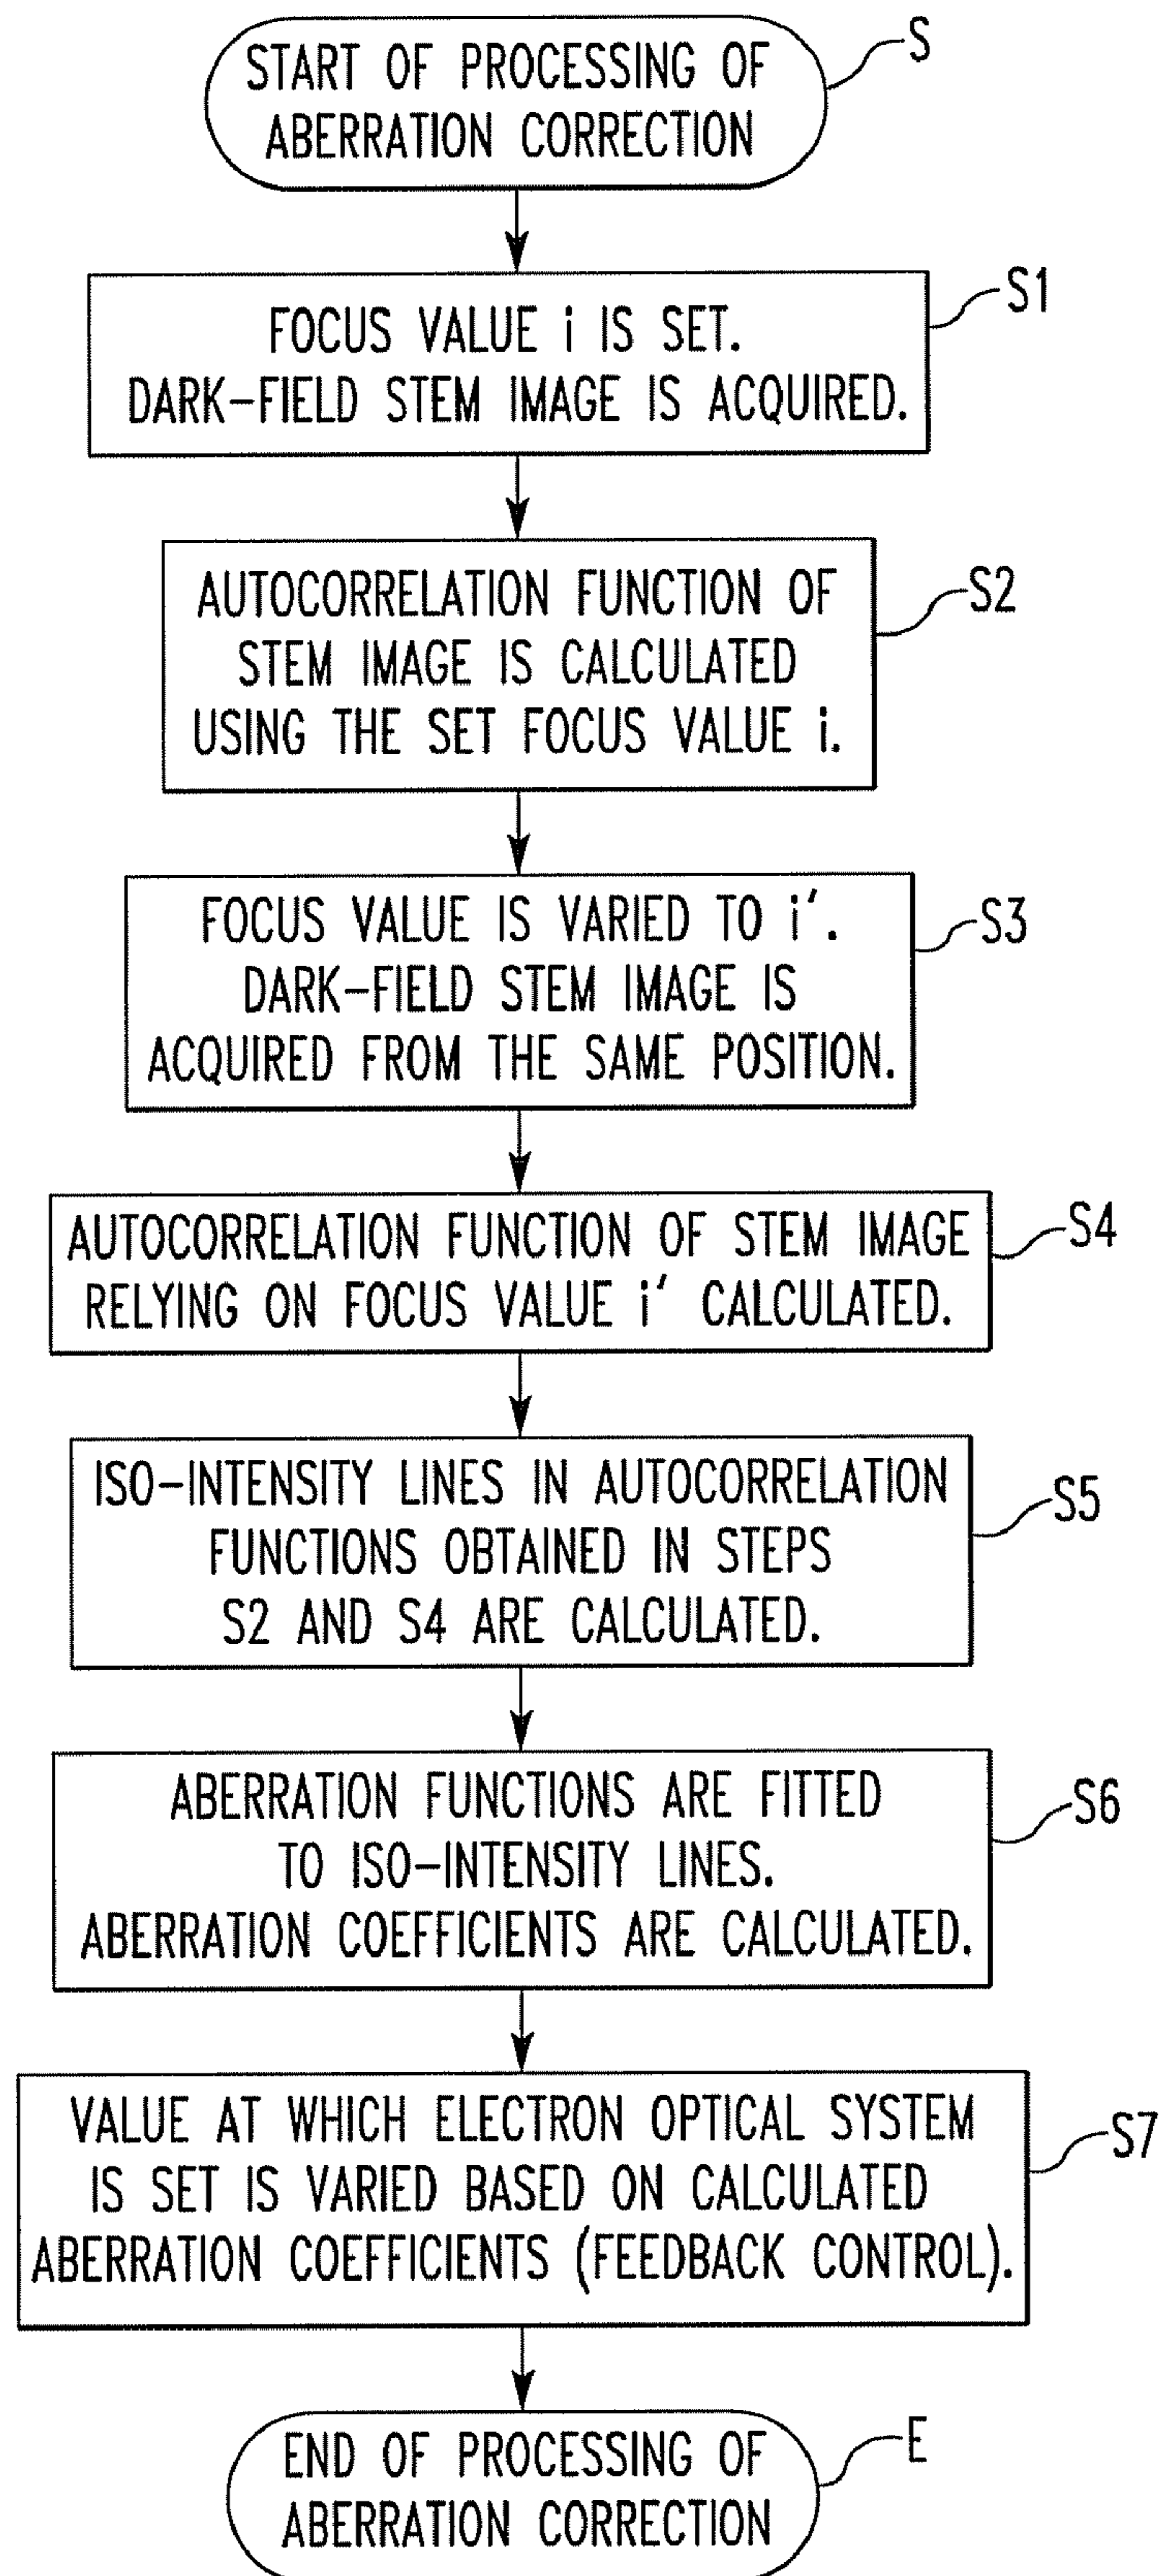 START OF PROCESSING OF
ABERRATION CORRECTION
S
FOCUS VALUE i IS SET.
DARK-FIELD STEM IMAGE IS ACQUIRED.
S1
AUTOCORRELATION FUNCTION OF
STEM IMAGE IS CALCULATED
USING THE SET FOCUS VALUE i.
S2
FOCUS VALUE IS VARIED TO i'.
DARK-FIELD STEM IMAGE IS
ACQUIRED FROM THE SAME POSITION.
S3
AUTOCORRELATION FUNCTION OF STEM IMAGE
RELYING ON FOCUS VALUE i' CALCULATED.
S4
ISO-INTENSITY LINES IN AUTOCORRELATION
FUNCTIONS OBTAINED IN STEPS
S2 AND S4 ARE CALCULATED.
S5
ABERRATION FUNCTIONS ARE FITTED
TO ISO-INTENSITY LINES.
ABERRATION COEFFICIENTS ARE CALCULATED.
S6
VALUE AT WHICH ELECTRON OPTICAL SYSTEM
IS SET IS VARIED BASED ON CALCULATED
ABERRATION COEFFICIENTS (FEEDBACK CONTROL).
S7
END OF PROCESSING OF
ABERRATION CORRECTION
E